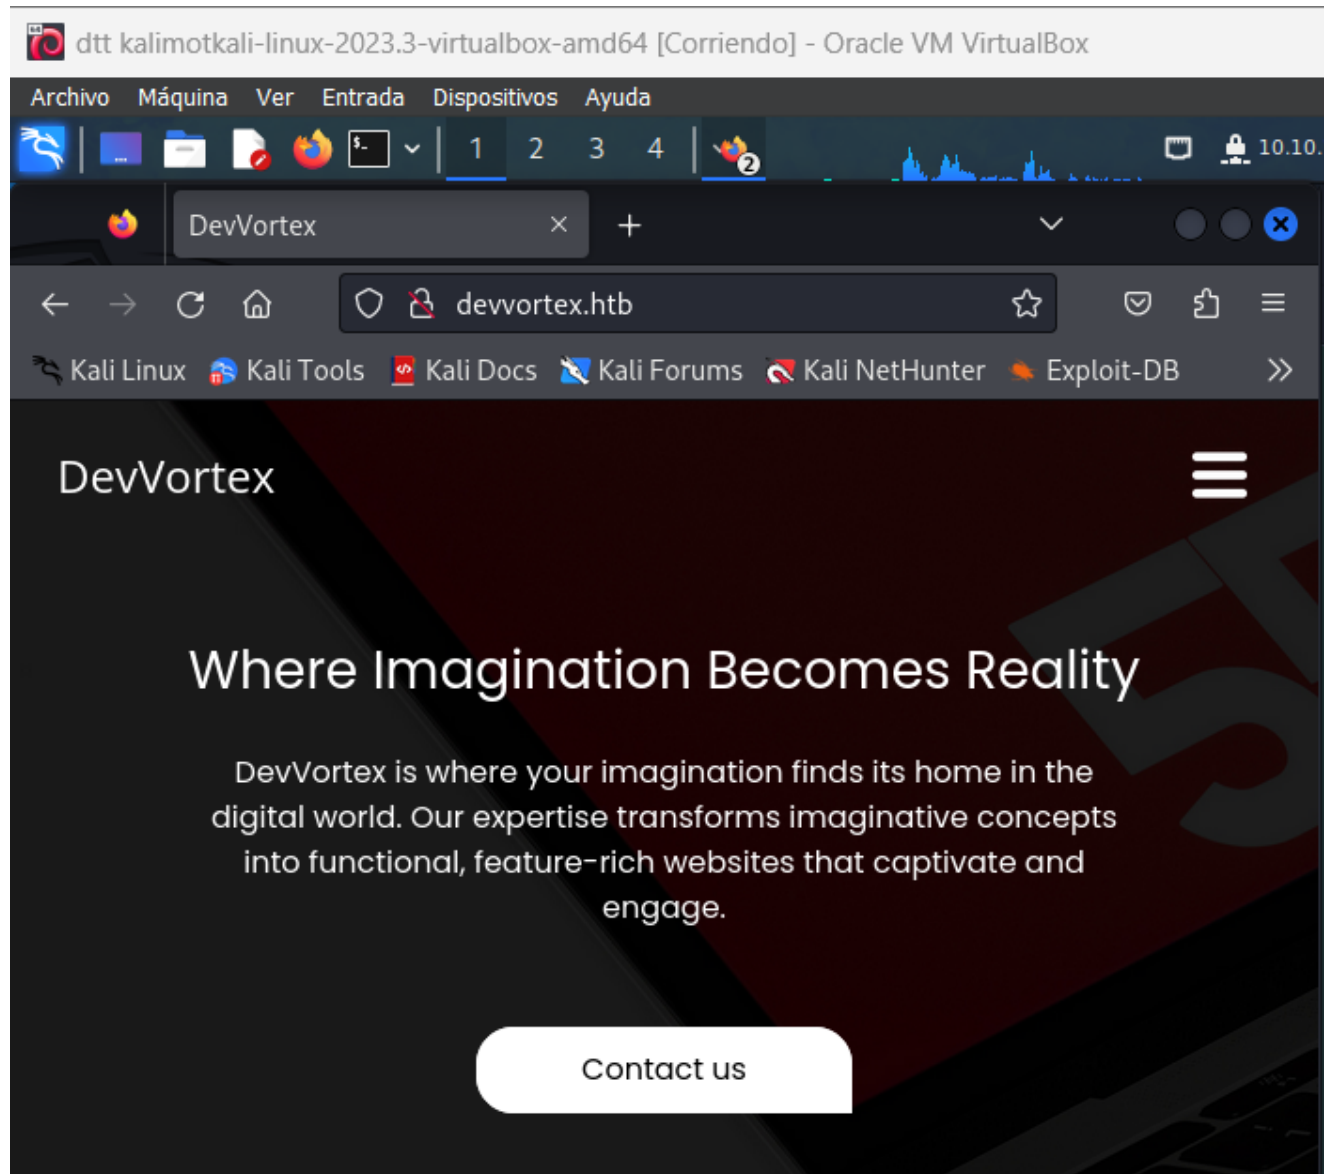 dtt kalimotkali-linux-2023.3-virtualbox-amd64 [Corriendo] - Oracle VM VirtualBox
Archivo Máquina Ver Entrada Dispositivos Ayuda
1 2 3 4 2 10.10.
DevVortex
devvortex.htb
Kali Linux Kali Tools Kali Docs Kali Forums Kali NetHunter Exploit-DB
DevVortex
Where Imagination Becomes Reality
DevVortex is where your imagination finds its home in the
digital world. Our expertise transforms imaginative concepts
into functional, feature-rich websites that captivate and
engage.
Contact us